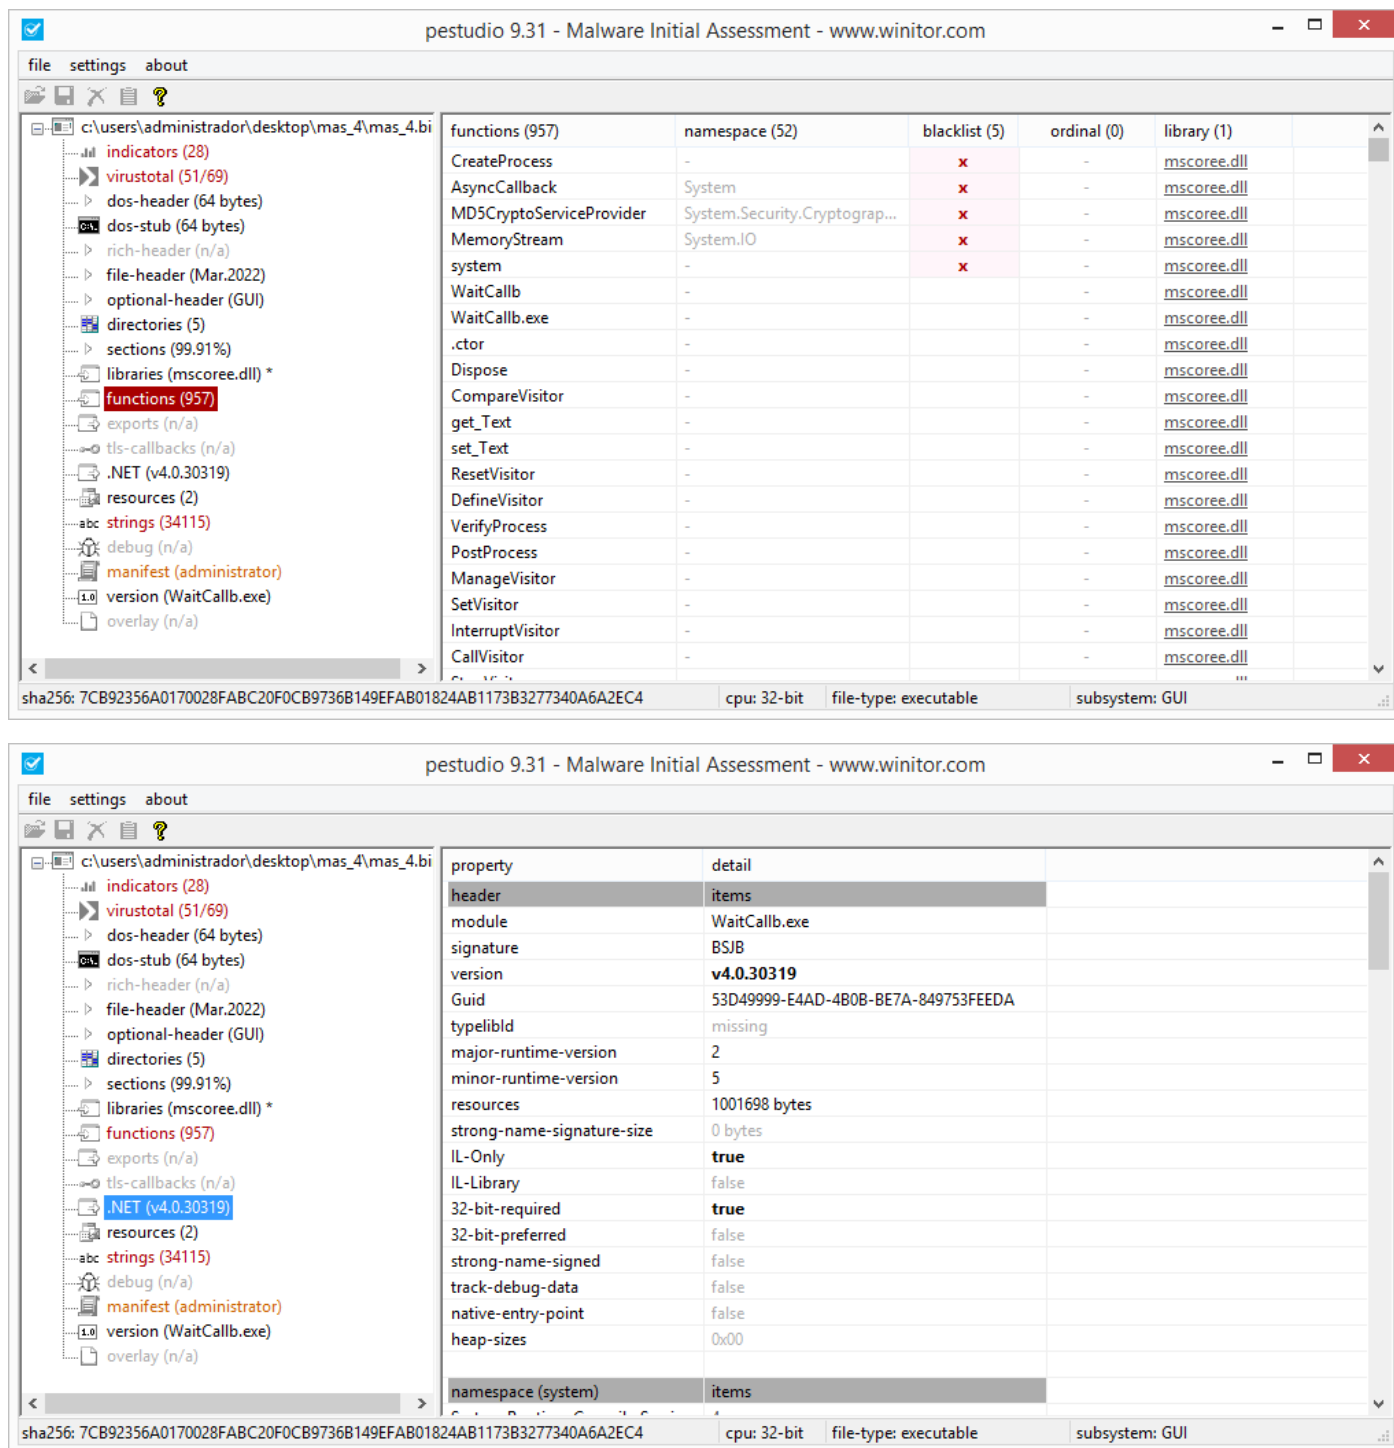 pestudio 9.31 - Malware Initial Assessment - www.winitor.com
file settings about
c:\users\administrador\desktop\mas_4\mas_4.bi
indicators (28)
virustotal (51/69)
dos-header (64 bytes)
dos-stub (64 bytes)
rich-header (n/a)
file-header (Mar.2022)
optional-header (GUI)
directories (5)
sections (99.91%)
libraries (mscoree.dll) *
functions (957)
exports (n/a)
tls-callbacks (n/a)
.NET (v4.0.30319)
resources (2)
abc strings (34115)
debug (n/a)
manifest (administrator)
1.0 version (WaitCallb.exe)
overlay (n/a)
functions (957) namespace (52) blacklist (5) ordinal (0) library (1)
CreateProcess - x - mscoree.dll
AsyncCallback System x - mscoree.dll
MD5CryptoServiceProvider System.Security.Cryptograp... x - mscoree.dll
MemoryStream System.IO x - mscoree.dll
system - x - mscoree.dll
WaitCallb - - mscoree.dll
WaitCallb.exe - - mscoree.dll
.ctor - - mscoree.dll
Dispose - - mscoree.dll
CompareVisitor - - mscoree.dll
get_Text - - mscoree.dll
set_Text - - mscoree.dll
ResetVisitor - - mscoree.dll
DefineVisitor - - mscoree.dll
VerifyProcess - - mscoree.dll
PostProcess - - mscoree.dll
ManageVisitor - - mscoree.dll
SetVisitor - - mscoree.dll
InterruptVisitor - - mscoree.dll
CallVisitor - - mscoree.dll
sha256: 7CB92356A0170028FABC20F0CB9736B149EFAB01824AB1173B3277340A6A2EC4 cpu: 32-bit file-type: executable subsystem: GUI
pestudio 9.31 - Malware Initial Assessment - www.winitor.com
file settings about
c:\users\administrador\desktop\mas_4\mas_4.bi
indicators (28)
virustotal (51/69)
dos-header (64 bytes)
dos-stub (64 bytes)
rich-header (n/a)
file-header (Mar.2022)
optional-header (GUI)
directories (5)
sections (99.91%)
libraries (mscoree.dll) *
functions (957)
exports (n/a)
tls-callbacks (n/a)
.NET (v4.0.30319)
resources (2)
abc strings (34115)
debug (n/a)
manifest (administrator)
1.0 version (WaitCallb.exe)
overlay (n/a)
property detail
header items
module WaitCallb.exe
signature BSJB
version v4.0.30319
Guid 53D49999-E4AD-4B0B-BE7A-849753FEEDA
typelibId missing
major-runtime-version 2
minor-runtime-version 5
resources 1001698 bytes
strong-name-signature-size 0 bytes
IL-Only true
IL-Library false
32-bit-required true
32-bit-preferred false
strong-name-signed false
track-debug-data false
native-entry-point false
heap-sizes 0x00
namespace (system) items
sha256: 7CB92356A0170028FABC20F0CB9736B149EFAB01824AB1173B3277340A6A2EC4 cpu: 32-bit file-type: executable subsystem: GUI